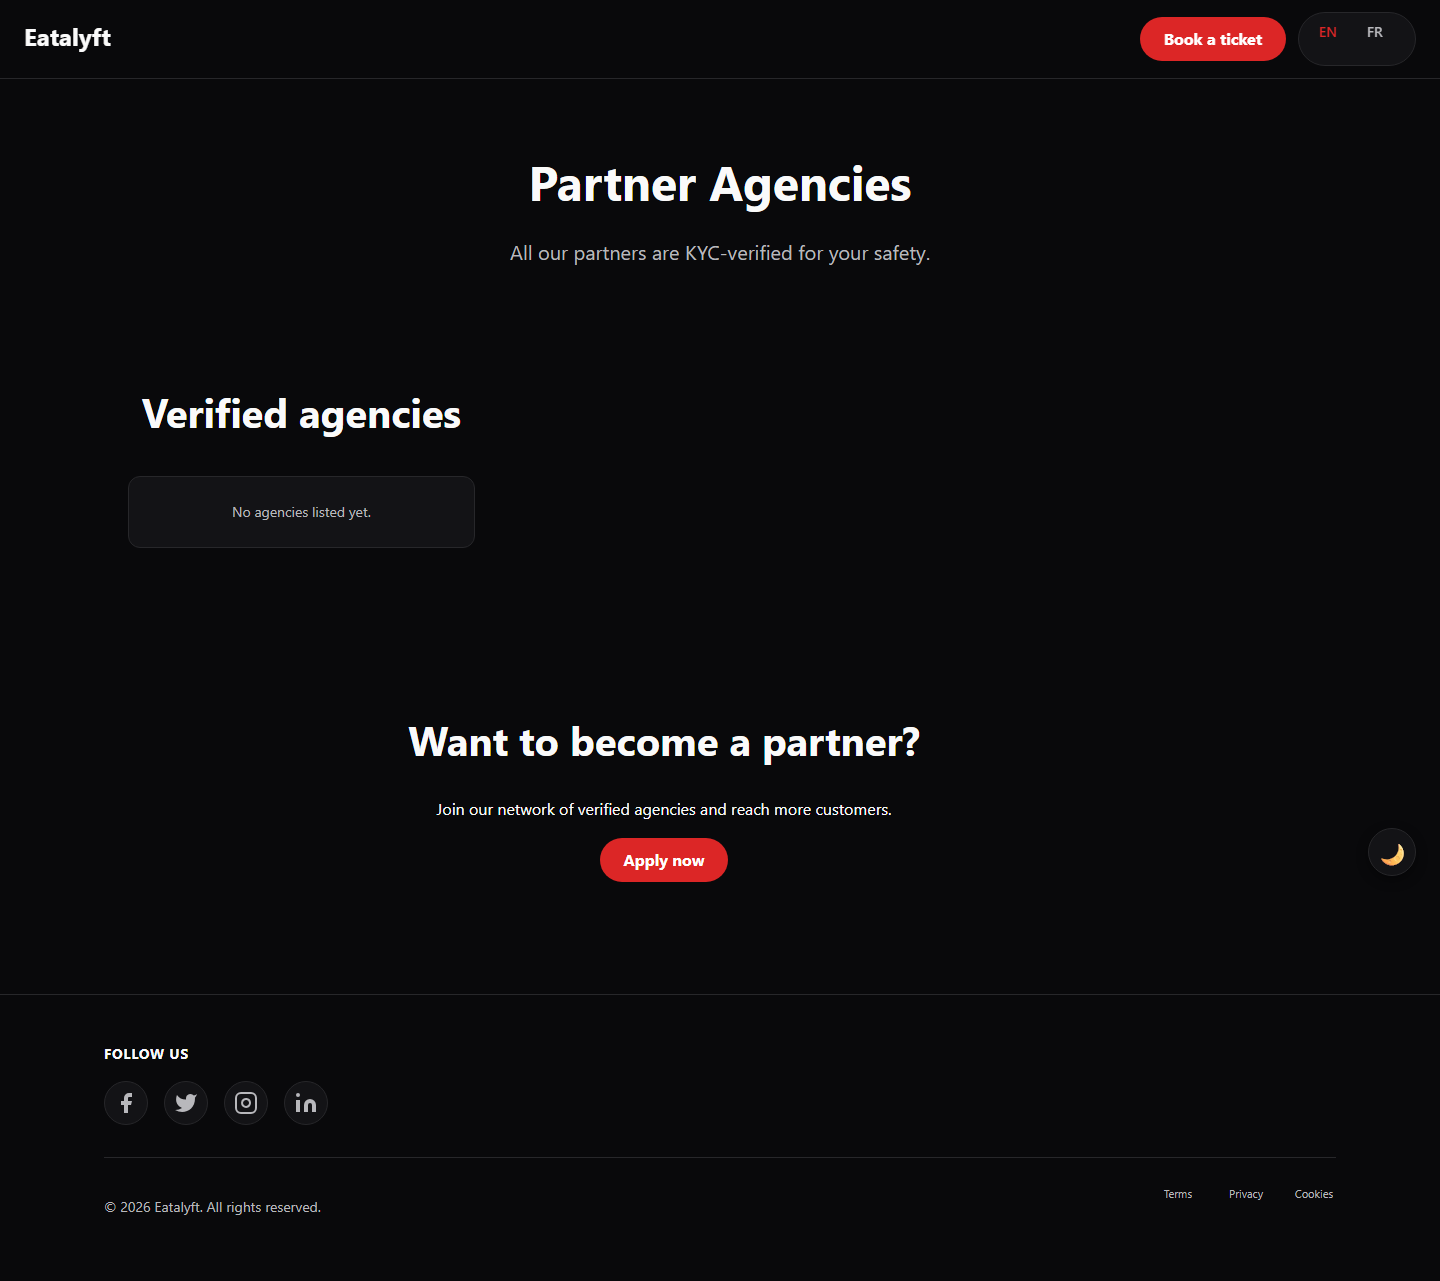 Eatalyft
Book a ticket
EN
FR
Partner Agencies
All our partners are KYC-verified for your safety.
Verified agencies
No agencies listed yet.
Want to become a partner?
Join our network of verified agencies and reach more customers.
Apply now
FOLLOW US
© 2026 Eatalyft. All rights reserved.
Terms
Privacy
Cookies